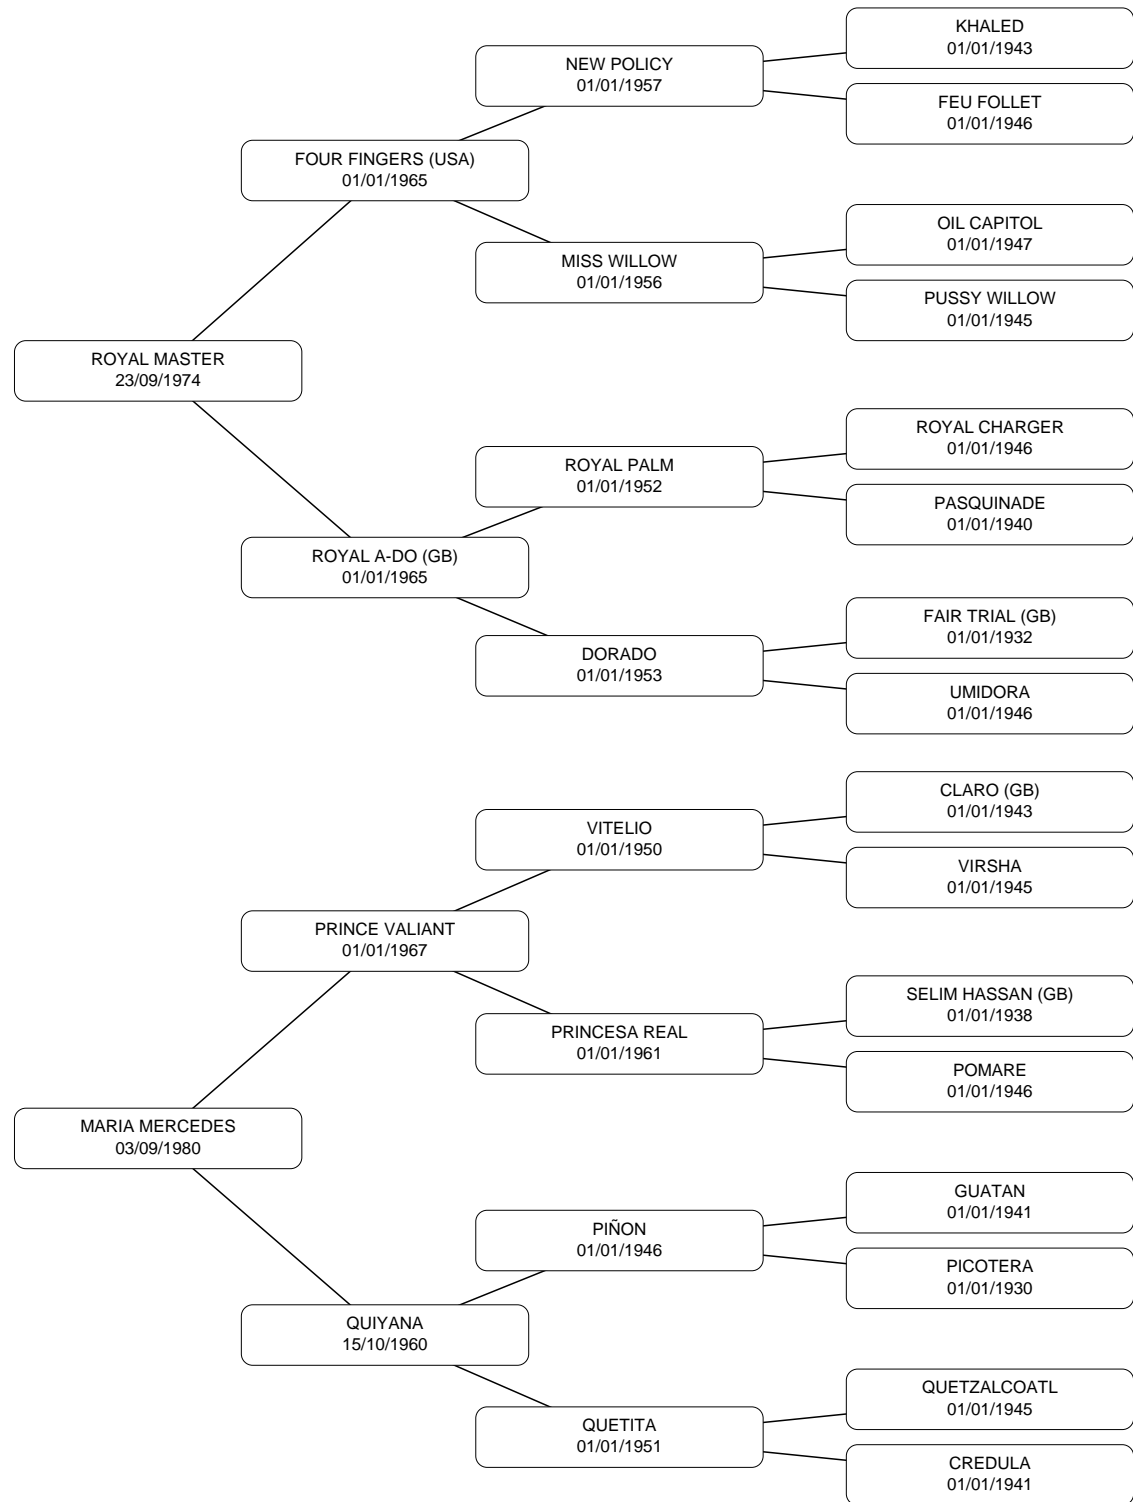 KHALED
01/01/1943
NEW POLICY
01/01/1957
FEU FOLLET
01/01/1946
FOUR FINGERS (USA)
01/01/1965
OIL CAPITOL
01/01/1947
MISS WILLOW
01/01/1956
PUSSY WILLOW
01/01/1945
ROYAL MASTER
23/09/1974
ROYAL CHARGER
01/01/1946
ROYAL PALM
01/01/1952
PASQUINADE
01/01/1940
ROYAL A-DO (GB)
01/01/1965
FAIR TRIAL (GB)
01/01/1932
DORADO
01/01/1953
UMIDORA
01/01/1946
CLARO (GB)
01/01/1943
VITELIO
01/01/1950
VIRSHA
01/01/1945
PRINCE VALIANT
01/01/1967
SELIM HASSAN (GB)
01/01/1938
PRINCESA REAL
01/01/1961
POMARE
01/01/1946
MARIA MERCEDES
03/09/1980
GUATAN
01/01/1941
PIÑON
01/01/1946
PICOTERA
01/01/1930
QUIYANA
15/10/1960
QUETZALCOATL
01/01/1945
QUETITA
01/01/1951
CREDULA
01/01/1941